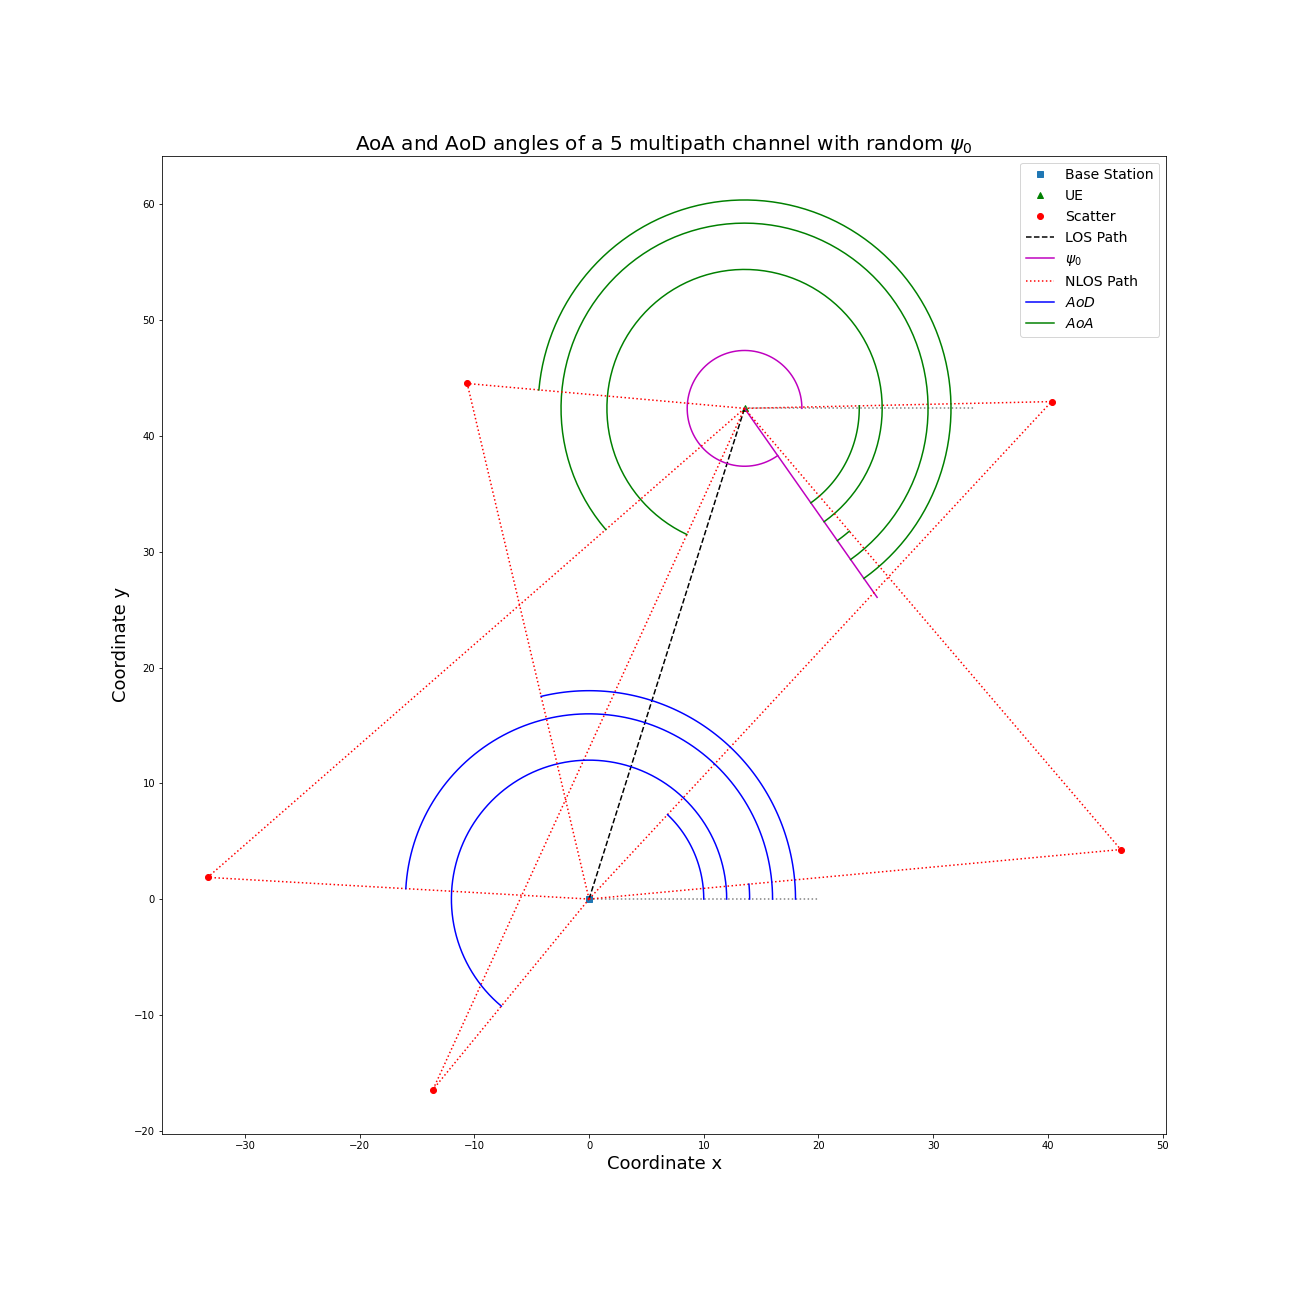 AoA and AoD angles of a 5 multipath channel with random ψ₀
Base Station
UE
Scatter
LOS Path
ψ₀
NLOS Path
AoD
AoA
60
50
40
30
20
10
0
−10
−20
Coordinate y
−30
−20
−10
0
10
20
30
40
50
Coordinate x